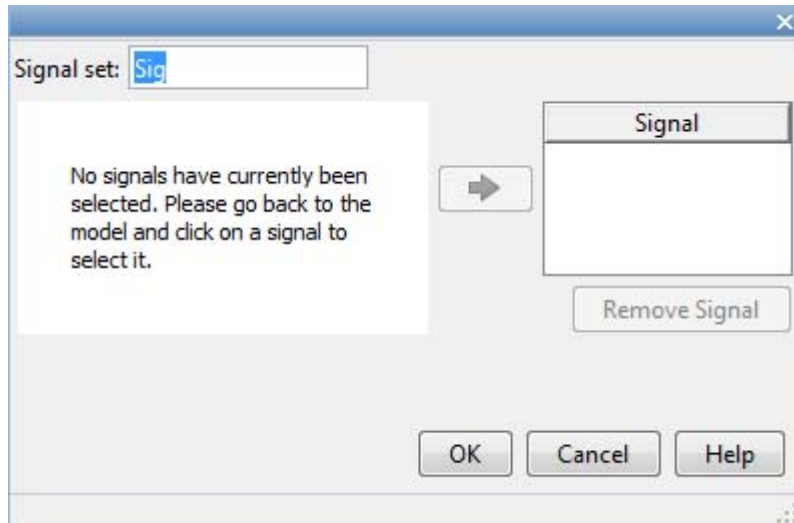 Signal set: Sig
No signals have currently been
selected. Please go back to the
model and click on a signal to
select it.
Signal
Remove Signal
OK Cancel Help